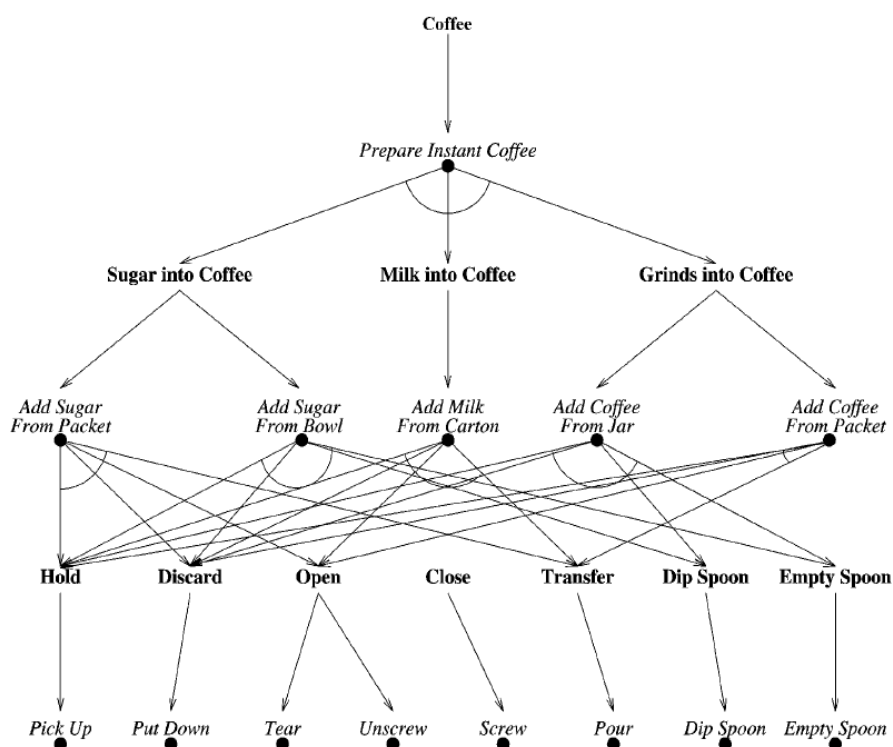 Coffee
Prepare Instant Coffee
Sugar into Coffee Milk into Coffee Grinds into Coffee
Add Sugar Add Sugar Add Milk Add Coffee Add Coffee
From Packet From Bowl From Carton From Jar From Packet
Hold Discard Open Close Transfer Dip Spoon Empty Spoon
Pick Up Put Down Tear Unscrew Screw Pour Dip Spoon Empty Spoon